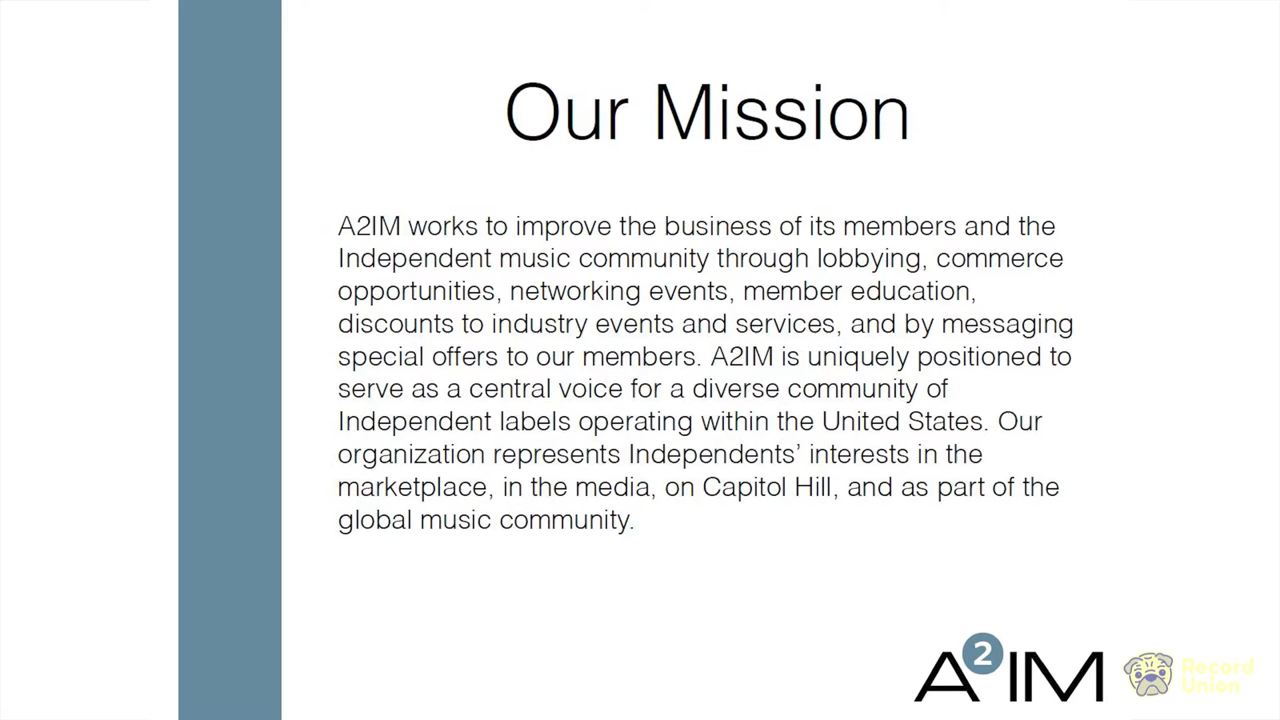 Our Mission
A2IM works to improve the business of its members and the
Independent music community through lobbying, commerce
opportunities, networking events, member education,
discounts to industry events and services, and by messaging
special offers to our members. A2IM is uniquely positioned to
serve as a central voice for a diverse community of
Independent labels operating within the United States. Our
organization represents Independents’ interests in the
marketplace, in the media, on Capitol Hill, and as part of the
global music community.
A2IM
Record
Union